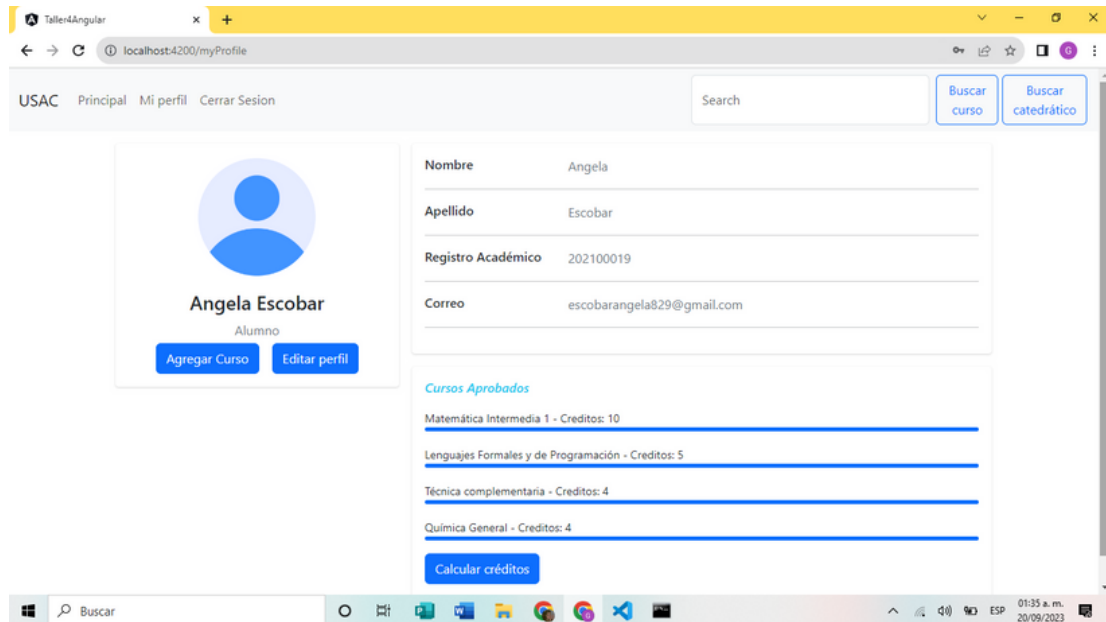 Taller4Angular
localhost:4200/myProfile
G
USAC Principal Mi perfil Cerrar Sesion
Search
Buscar
curso
Buscar
catedrático
Angela Escobar
Alumno
Agregar Curso
Editar perfil
Nombre Angela
Apellido Escobar
Registro Académico 202100019
Correo escobarangela829@gmail.com
Cursos Aprobados
Matemática Intermedia 1 - Creditos: 10
Lenguajes Formales y de Programación - Creditos: 5
Técnica complementaria - Creditos: 4
Química General - Creditos: 4
Calcular créditos
Buscar
ESP
01:35 a. m.
20/09/2023